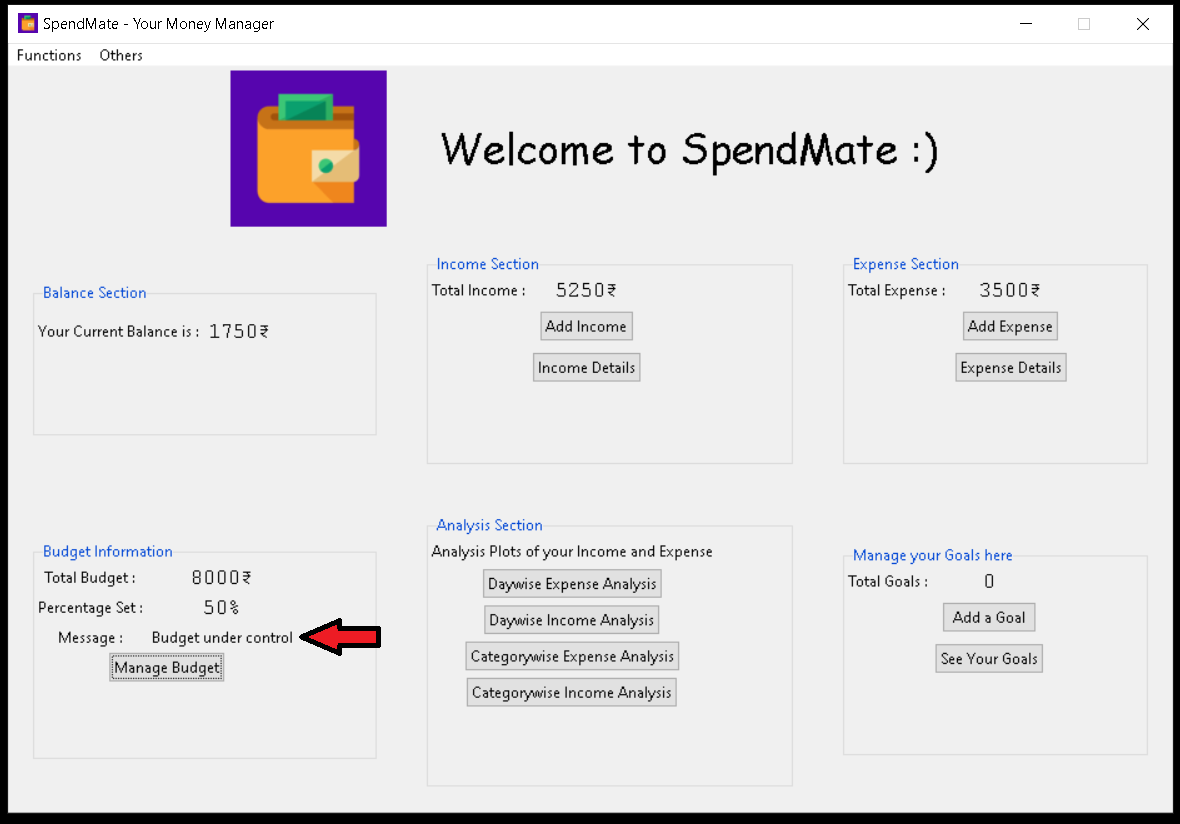 SpendMate - Your Money Manager
Functions Others
Welcome to SpendMate :)
Balance Section
Your Current Balance is : 1750₹
Income Section
Total Income : 5250₹
Add Income
Income Details
Expense Section
Total Expense : 3500₹
Add Expense
Expense Details
Budget Information
Total Budget : 8000₹
Percentage Set : 50%
Message : Budget under control
Manage Budget
Analysis Section
Analysis Plots of your Income and Expense
Daywise Expense Analysis
Daywise Income Analysis
Categorywise Expense Analysis
Categorywise Income Analysis
Manage your Goals here
Total Goals : 0
Add a Goal
See Your Goals